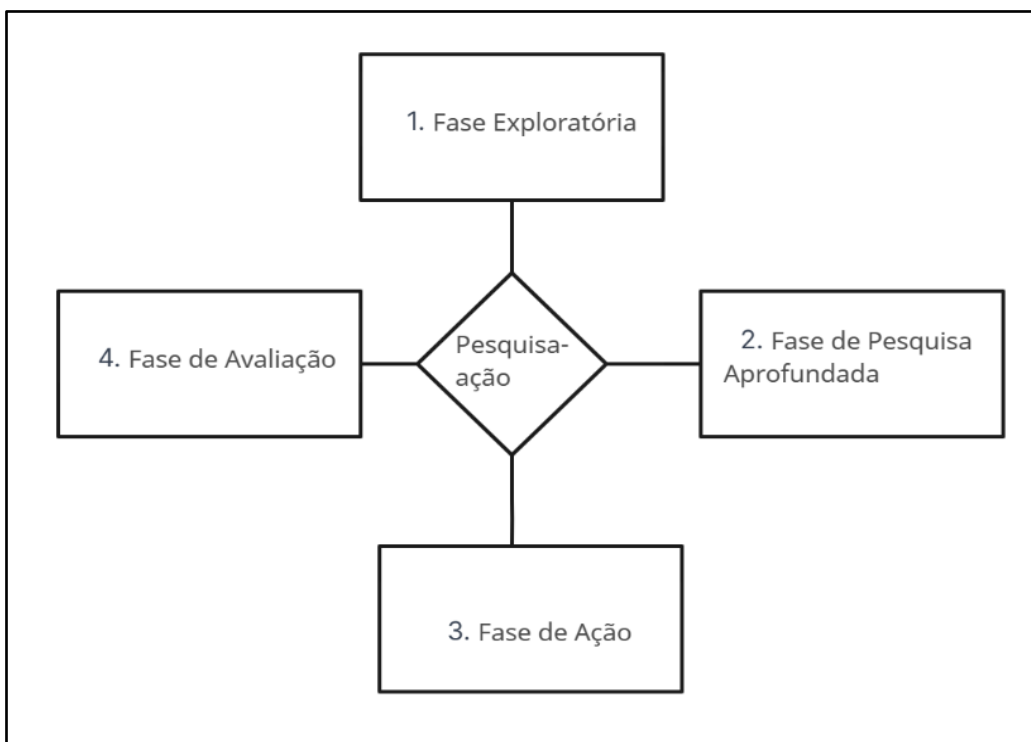 1. Fase Exploratória
4. Fase de Avaliação
Pesquisa-
ação
2. Fase de Pesquisa
Aprofundada
3. Fase de Ação